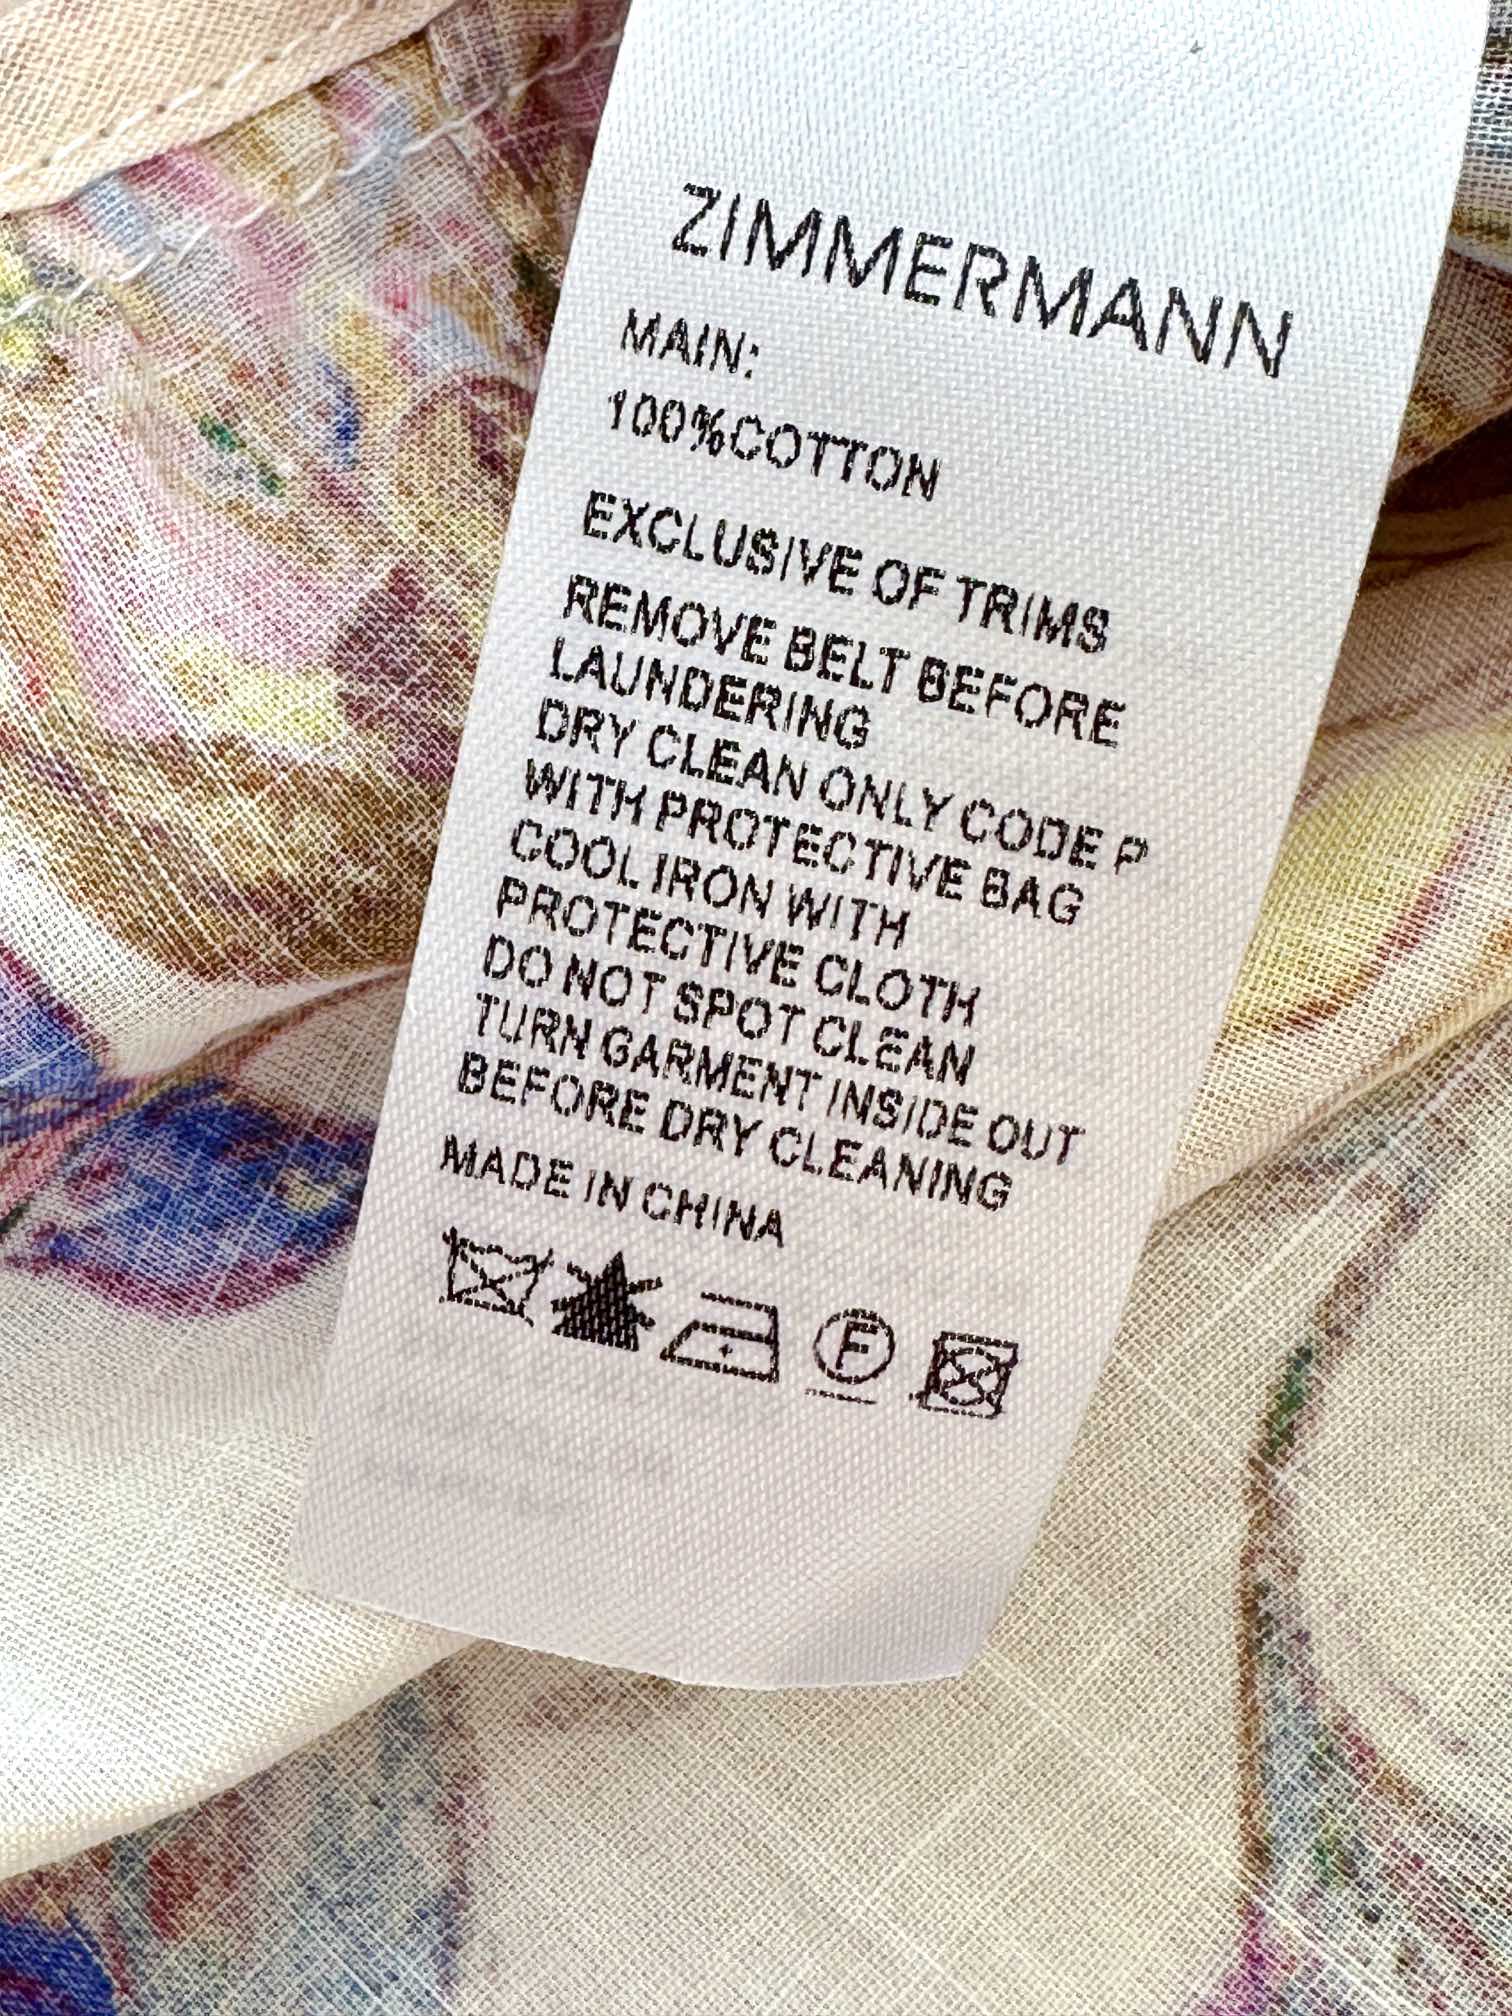 ZIMMERMANN
MAIN:
100%COTTON
EXCLUSIVE OF TRIMS
REMOVE BELT BEFORE
LAUNDERING
DRY CLEAN ONLY CODE P
WITH PROTECTIVE BAG
COOL IRON WITH
PROTECTIVE CLOTH
DO NOT SPOT CLEAN
TURN GARMENT INSIDE OUT
BEFORE DRY CLEANING
MADE IN CHINA
F